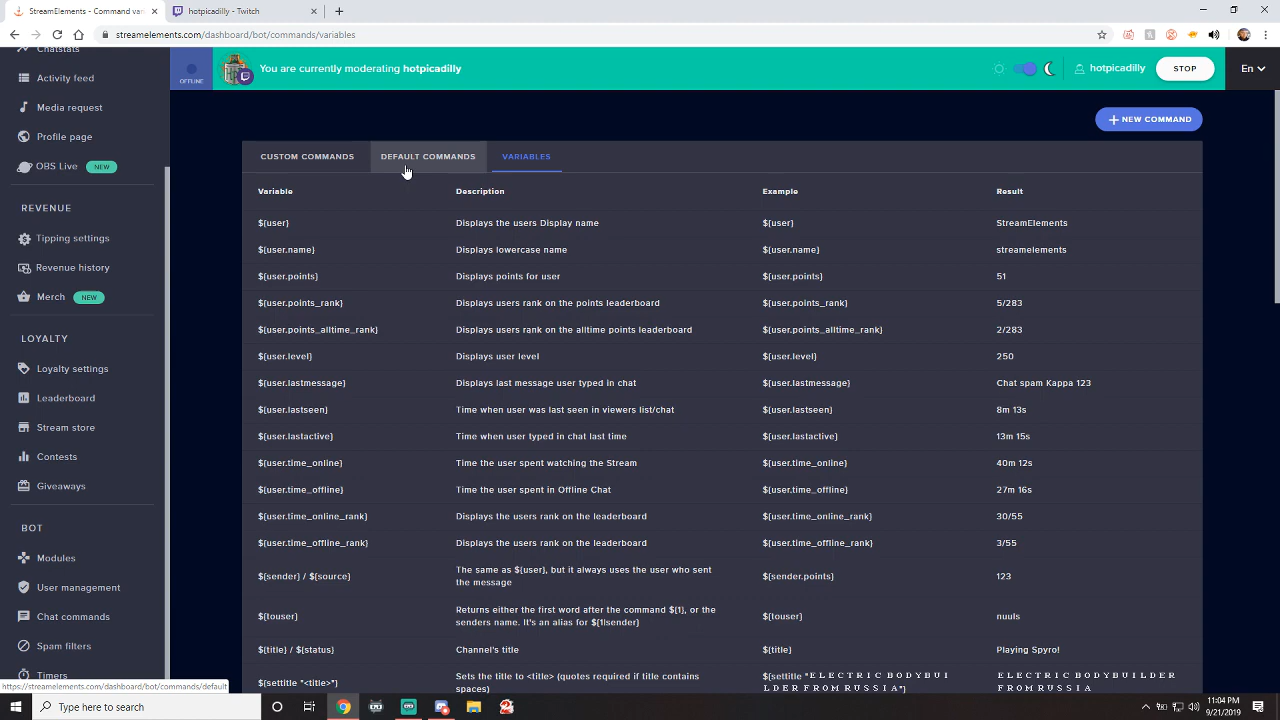 StreamElements - Stream ver
hotpicadilly - Twitch
streamelements.com/dashboard/bot/commands/variables
Chatstats
Activity feed
Media request
Profile page
OBS Live NEW
REVENUE
Tipping settings
Revenue history
Merch NEW
LOYALTY
Loyalty settings
Leaderboard
Stream store
Contests
Giveaways
BOT
Modules
User management
Chat commands
Spam filters
Timers
OFFLINE
You are currently moderating hotpicadilly
hotpicadilly
STOP
En
NEW COMMAND
CUSTOM COMMANDS DEFAULT COMMANDS VARIABLES
Variable Description Example Result
${user} Displays the users Display name ${user} StreamElements
${user.name} Displays lowercase name ${user.name} streamelements
${user.points} Displays points for user ${user.points} 51
${user.points_rank} Displays users rank on the points leaderboard ${user.points_rank} 5/283
${user.points_alltime_rank} Displays users rank on the alltime points leaderboard ${user.points_alltime_rank} 2/283
${user.level} Displays user level ${user.level} 250
${user.lastmessage} Displays last message user typed in chat ${user.lastmessage} Chat spam Kappa 123
${user.lastseen} Time when user was last seen in viewers list/chat ${user.lastseen} 8m 13s
${user.lastactive} Time when user typed in chat last time ${user.lastactive} 13m 15s
${user.time_online} Time the user spent watching the Stream ${user.time_online} 40m 12s
${user.time_offline} Time the user spent in Offline Chat ${user.time_offline} 27m 16s
${user.time_online_rank} Displays the users rank on the leaderboard ${user.time_online_rank} 30/55
${user.time_offline_rank} Displays the users rank on the leaderboard ${user.time_offline_rank} 3/55
${sender} / ${source} The same as ${user}, but it always uses the user who sent
the message ${sender.points} 123
${touser} Returns either the first word after the command ${1}, or the
senders name. It's an alias for ${1|sender} ${touser} nuuls
${title} / ${status} Channel's title ${title} Playing Spyro!
${settitle "<title>"} Sets the title to <title> (quotes required if title contains
spaces) ${settitle "ELECTRIC BODYBUI
LDER FROM RUSSIA"} ELECTRIC BODYBUILDER
FROM RUSSIA
https://streamelements.com/dashboard/bot/commands/default
Type here to search
11:04 PM
9/21/2019